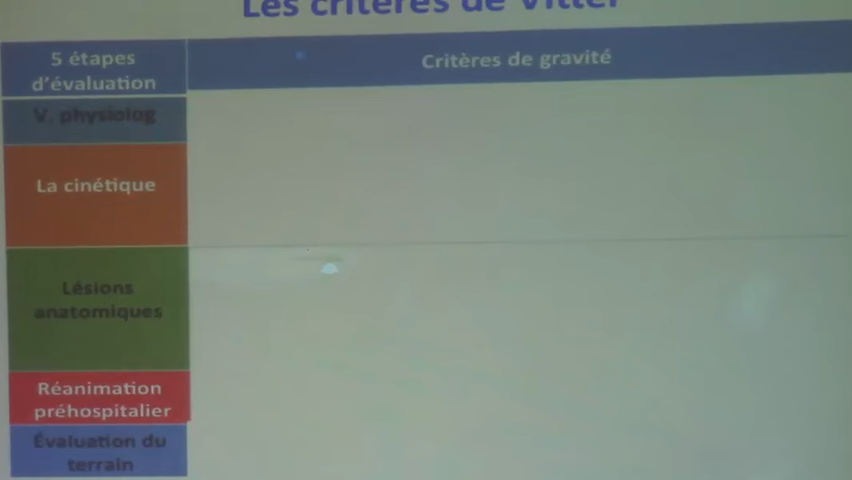 Les critères de Vittel
5 étapes
d'évaluation
Critères de gravité
V. physiolog
La cinétique
Lésions
anatomiques
Réanimation
préhospitalier
Évaluation du
terrain